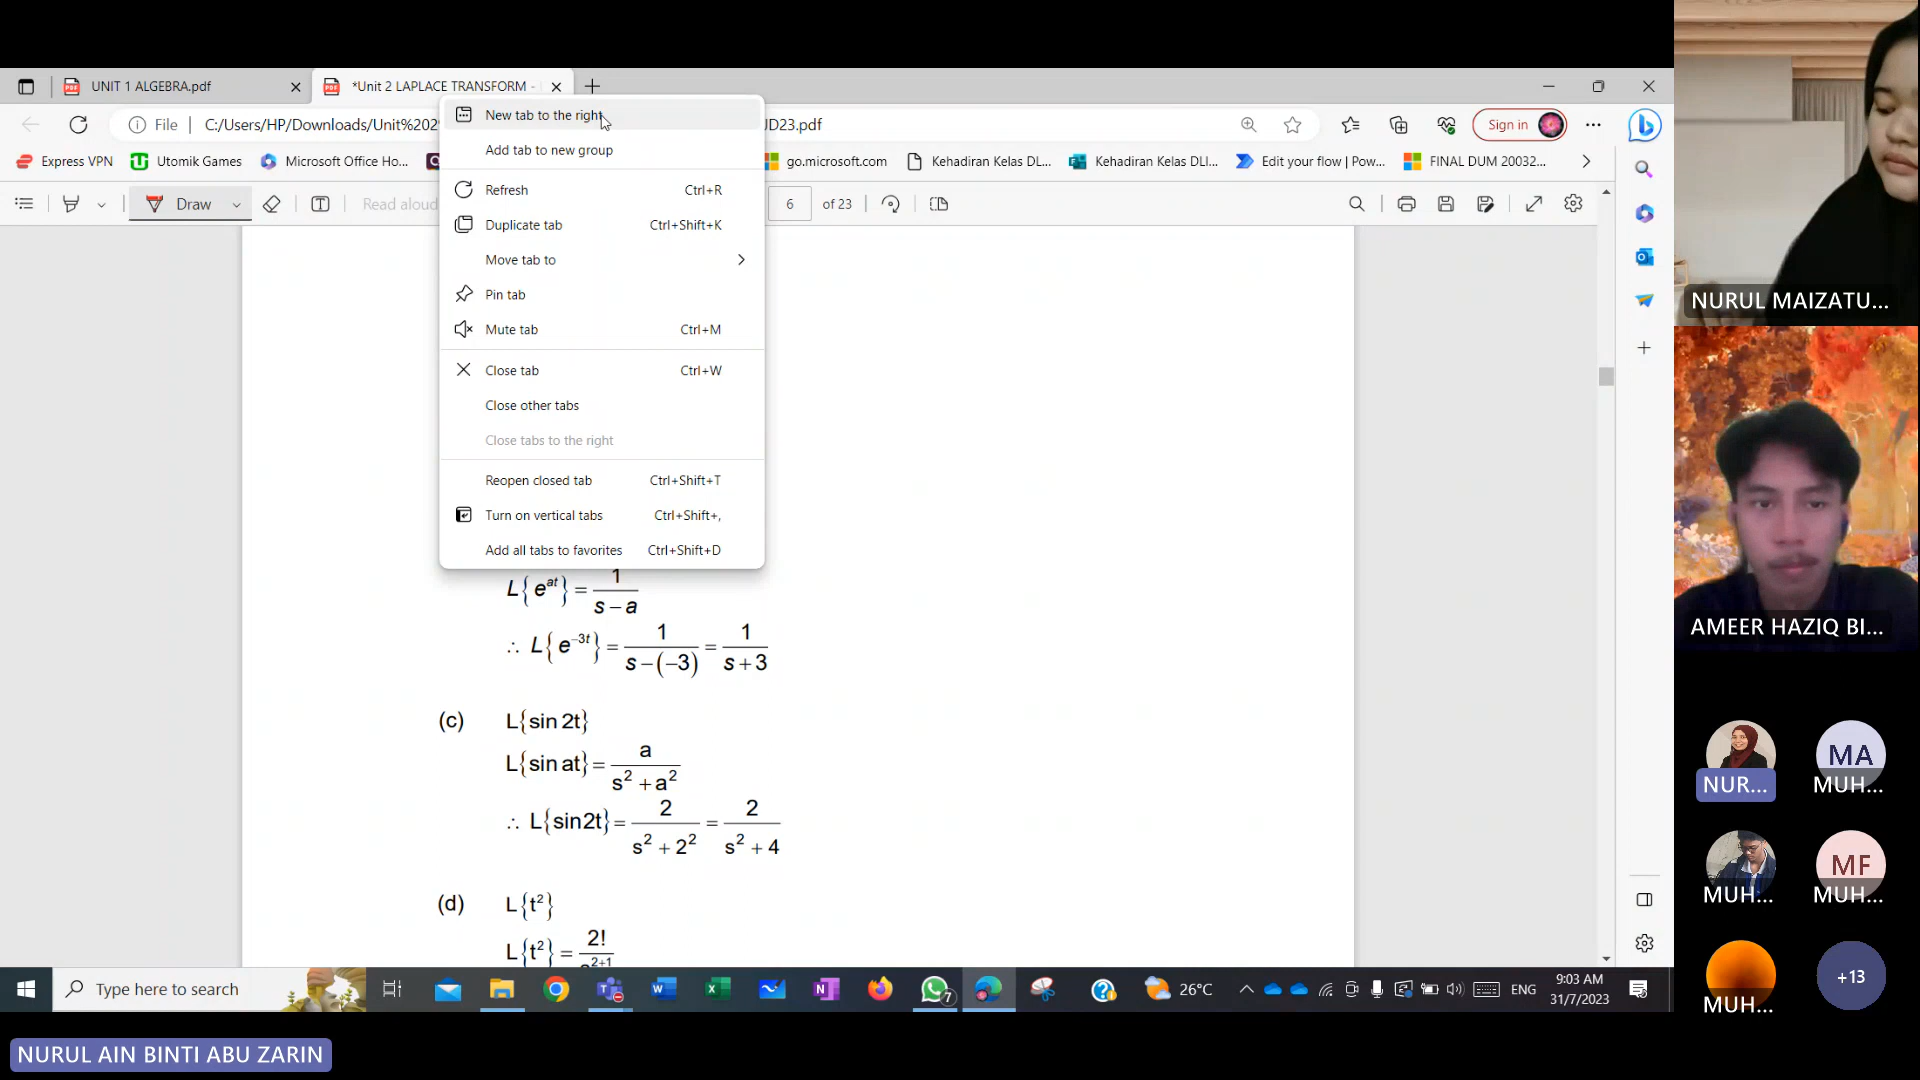 UNIT 1 ALGEBRA.pdf
*Unit 2 LAPLACE TRANSFORM -
File
C:/Users/HP/Downloads/Unit%202
JD23.pdf
Sign in
Express VPN
Utomik Games
Microsoft Office Ho...
go.microsoft.com
Kehadiran Kelas DL...
Kehadiran Kelas DLI...
Edit your flow | Pow...
FINAL DUM 20032...
Draw
Read aloud
6
of 23
New tab to the right
Add tab to new group
Refresh Ctrl+R
Duplicate tab Ctrl+Shift+K
Move tab to
Pin tab
Mute tab Ctrl+M
Close tab Ctrl+W
Close other tabs
Close tabs to the right
Reopen closed tab Ctrl+Shift+T
Turn on vertical tabs Ctrl+Shift+,
Add all tabs to favorites Ctrl+Shift+D
L{e^{at}} = 1/(s−a)
∴ L{e^{−3t}} = 1/(s−(−3)) = 1/(s+3)
(c) L{sin 2t}
L{sin at} = a/(s²+a²)
∴ L{sin2t} = 2/(s²+2²) = 2/(s²+4)
(d) L{t²}
L{t²} = 2!/s^{2+1}
Type here to search
7
26°C
ENG
9:03 AM
31/7/2023
NURUL MAIZATU...
AMEER HAZIQ BI...
NUR...
MA
MUH...
MUH...
MF
MUH...
MUH...
+13
NURUL AIN BINTI ABU ZARIN